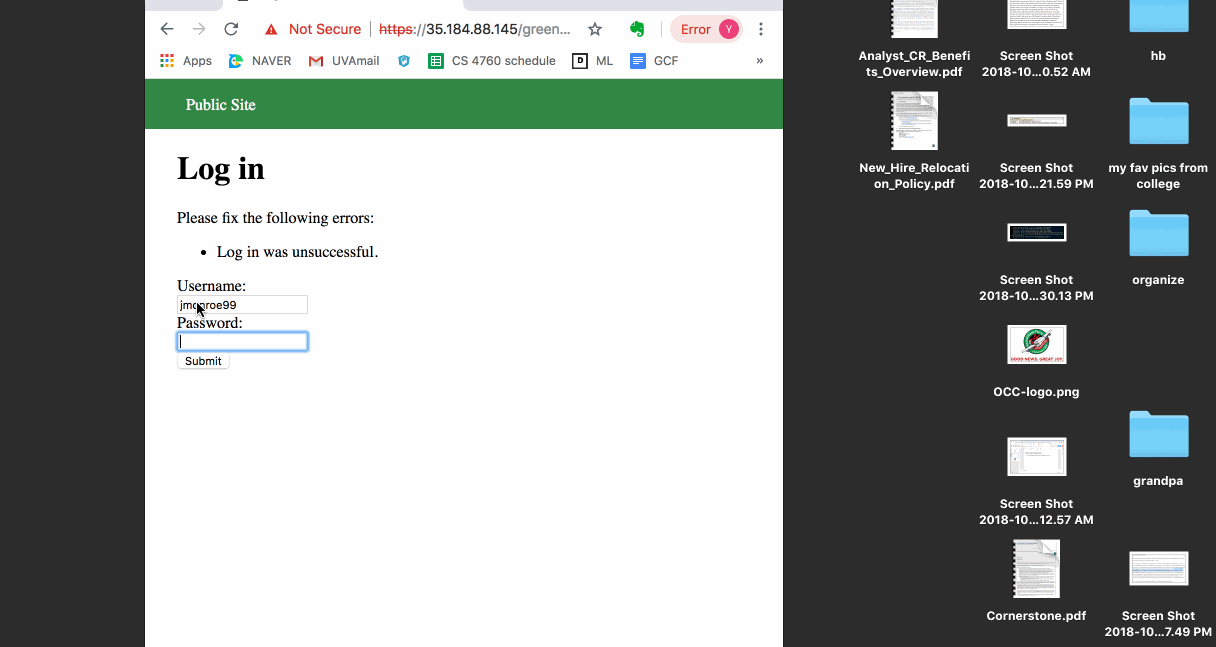 Not Secure
https://35.184.88.145/green...
Error
Y
Apps
NAVER
UVAmail
CS 4760 schedule
D
ML
GCF
»
Public Site
Log in
Please fix the following errors:
• Log in was unsuccessful.
Username:
jmonroe99
Password:
Submit
Analyst_CR_Benefi
ts_Overview.pdf
Screen Shot
2018-10...0.52 AM
hb
New_Hire_Relocati
on_Policy.pdf
Screen Shot
2018-10...21.59 PM
my fav pics from
college
Screen Shot
2018-10...30.13 PM
organize
GOOD NEWS. GREAT JOY.
OCC-logo.png
grandpa
Screen Shot
2018-10...12.57 AM
Cornerstone.pdf
Screen Shot
2018-10...7.49 PM